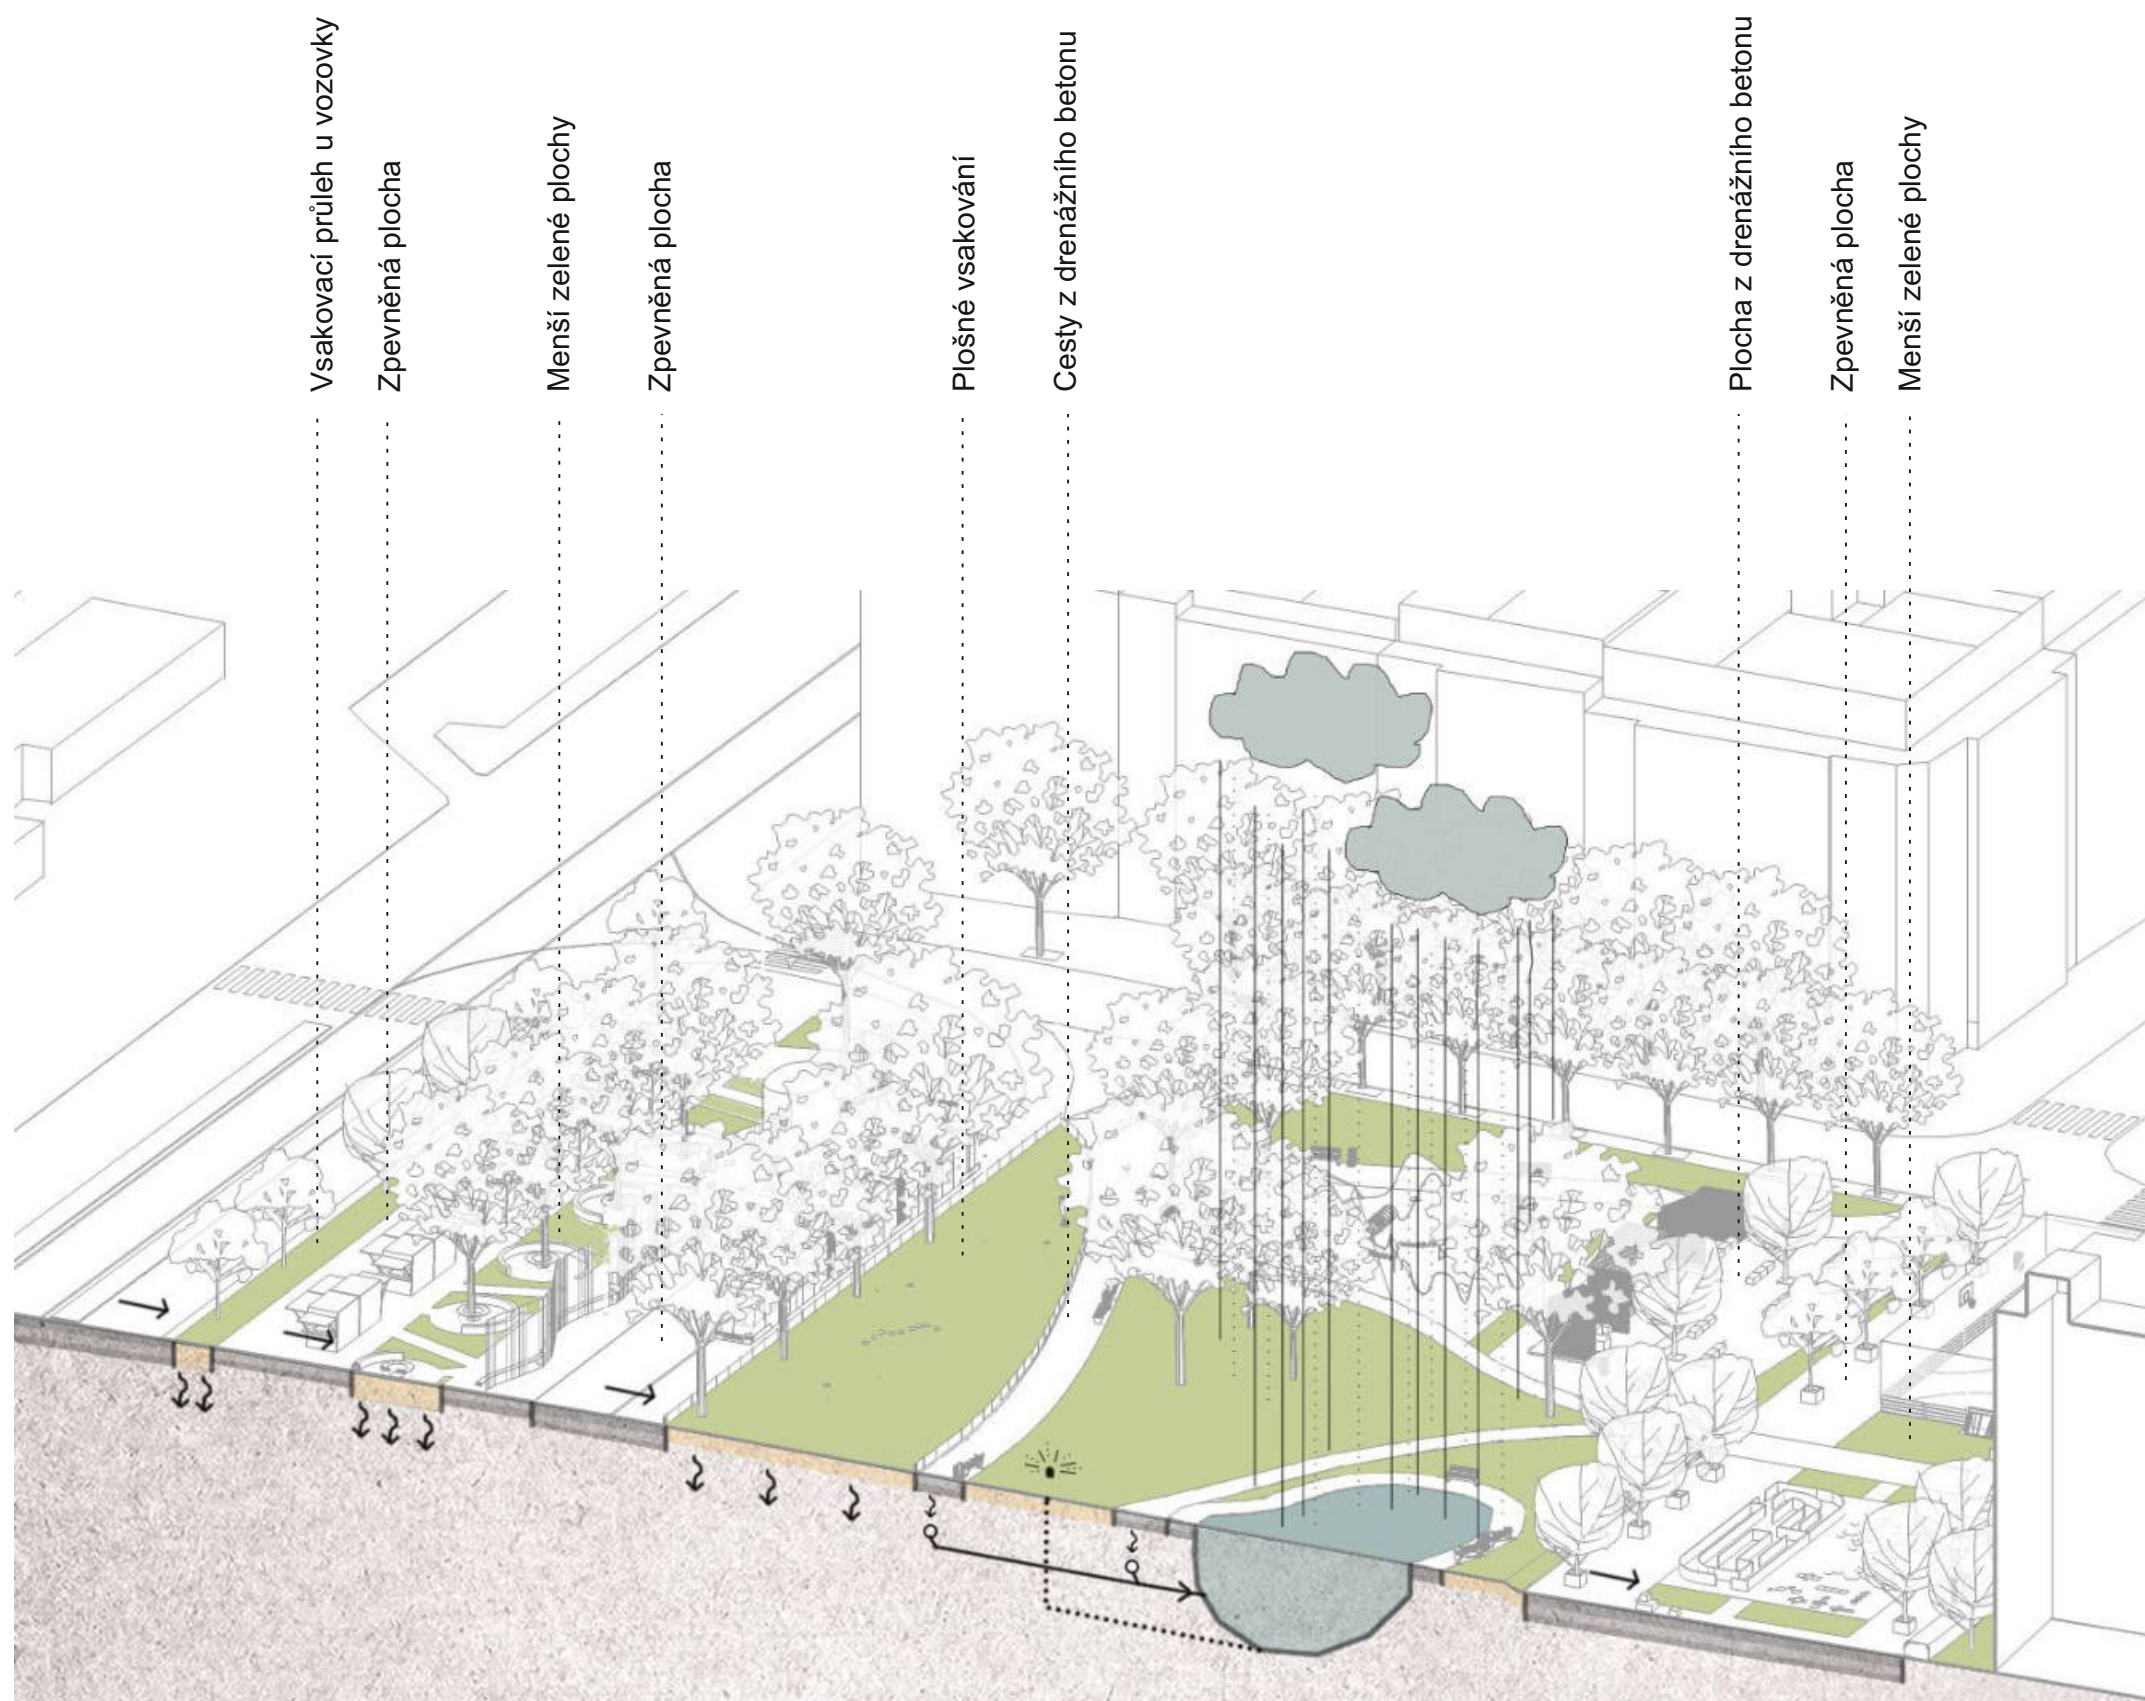 Vsakovací průleh u vozovky
Zpevněná plocha
Menší zelené plochy
Zpevněná plocha
Plošné vsakování
Cesty z drenážního betonu
Plocha z drenážního betonu
Zpevněná plocha
Menší zelené plochy